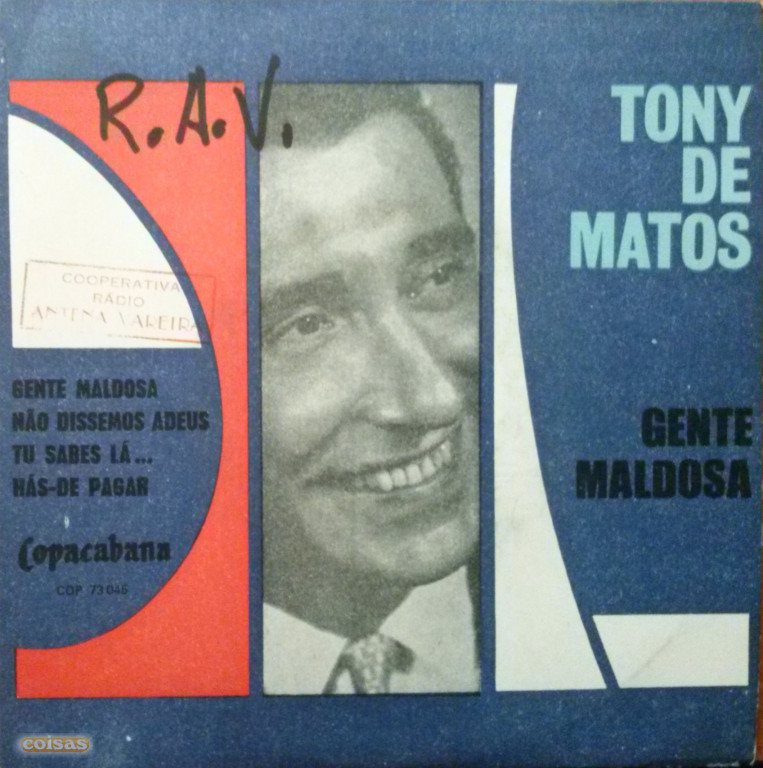 R.A.V.
TONY
DE
MATOS
COOPERATIVA
RÁDIO
ANTENA VAREIRA
GENTE MALDOSA
NÃO DISSEMOS ADEUS
TU SABES LÁ...
HÁS-DE PAGAR
GENTE
MALDOSA
Copacabana
COP 73045
coisas